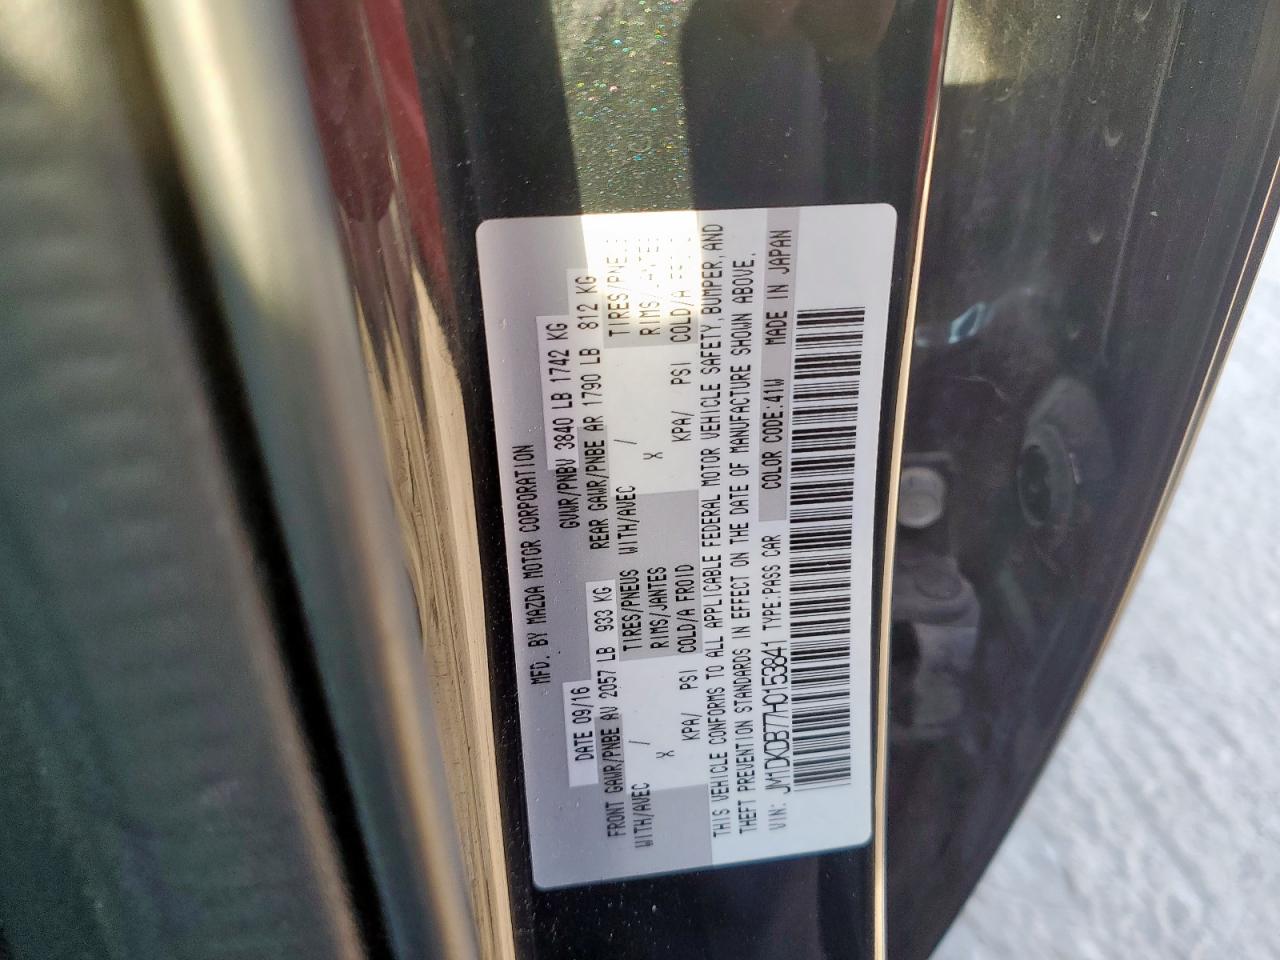 MFD. BY MAZDA MOTOR CORPORATION
DATE 09/16 GVWR/PNBV 3840 LB 1742 KG
FRONT GAWR/PNBE AV 2057 LB 933 KG REAR GAWR/PNBE AR 1790 LB 812 KG
WITH/AVEC TIRES/PNEUS WITH/AVEC TIRES/PNE
X / RIMS/JANTES X / RIMS/
KPA/ PSI COLD/A FROID KPA/ PSI COLD/A
THIS VEHICLE CONFORMS TO ALL APPLICABLE FEDERAL MOTOR VEHICLE SAFETY, BUMPER, AND
THEFT PREVENTION STANDARDS IN EFFECT ON THE DATE OF MANUFACTURE SHOWN ABOVE.
VIN: JM1DKDB77H0153841 TYPE:PASS CAR COLOR CODE:41W MADE IN JAPAN